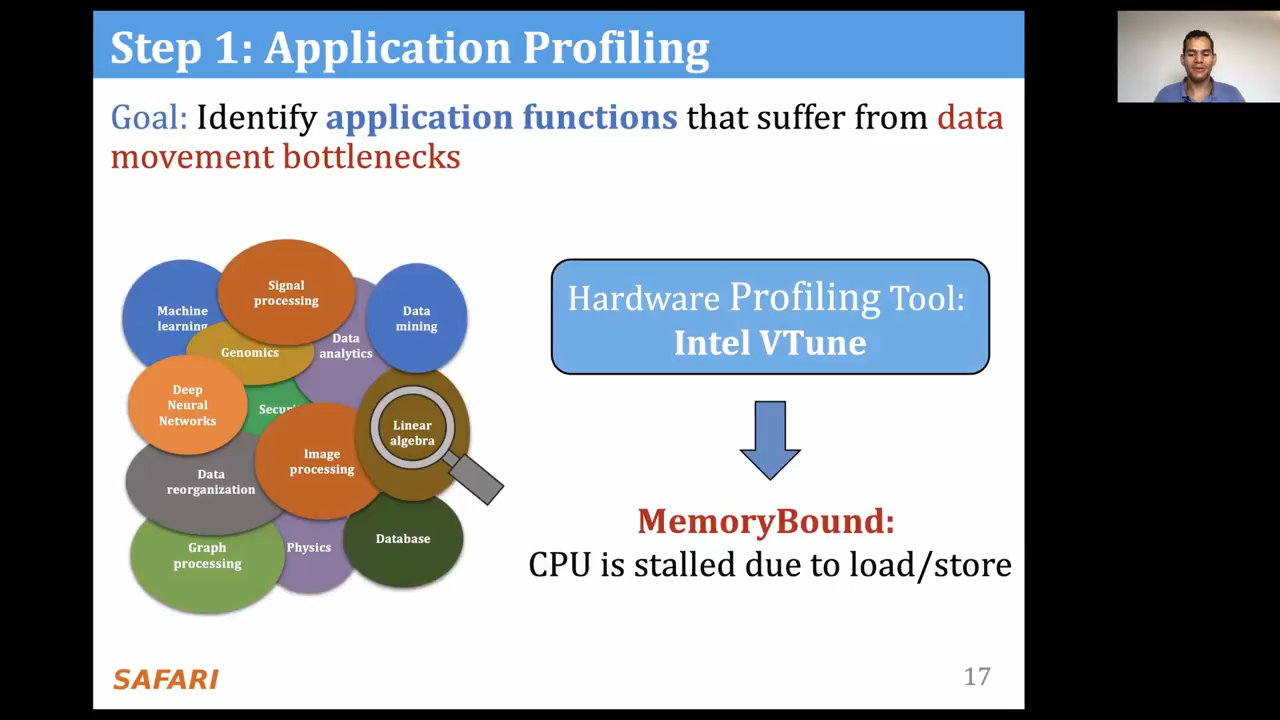 Step 1: Application Profiling
Goal: Identify application functions that suffer from data
movement bottlenecks
Signal
processing
Machine
learning
Data
mining
Data
analytics
Genomics
Deep
Neural
Networks
Securi
Linear
algebra
Image
processing
Data
reorganization
Graph
processing
Physics
Database
Hardware Profiling Tool:
Intel VTune
MemoryBound:
CPU is stalled due to load/store
SAFARI
17